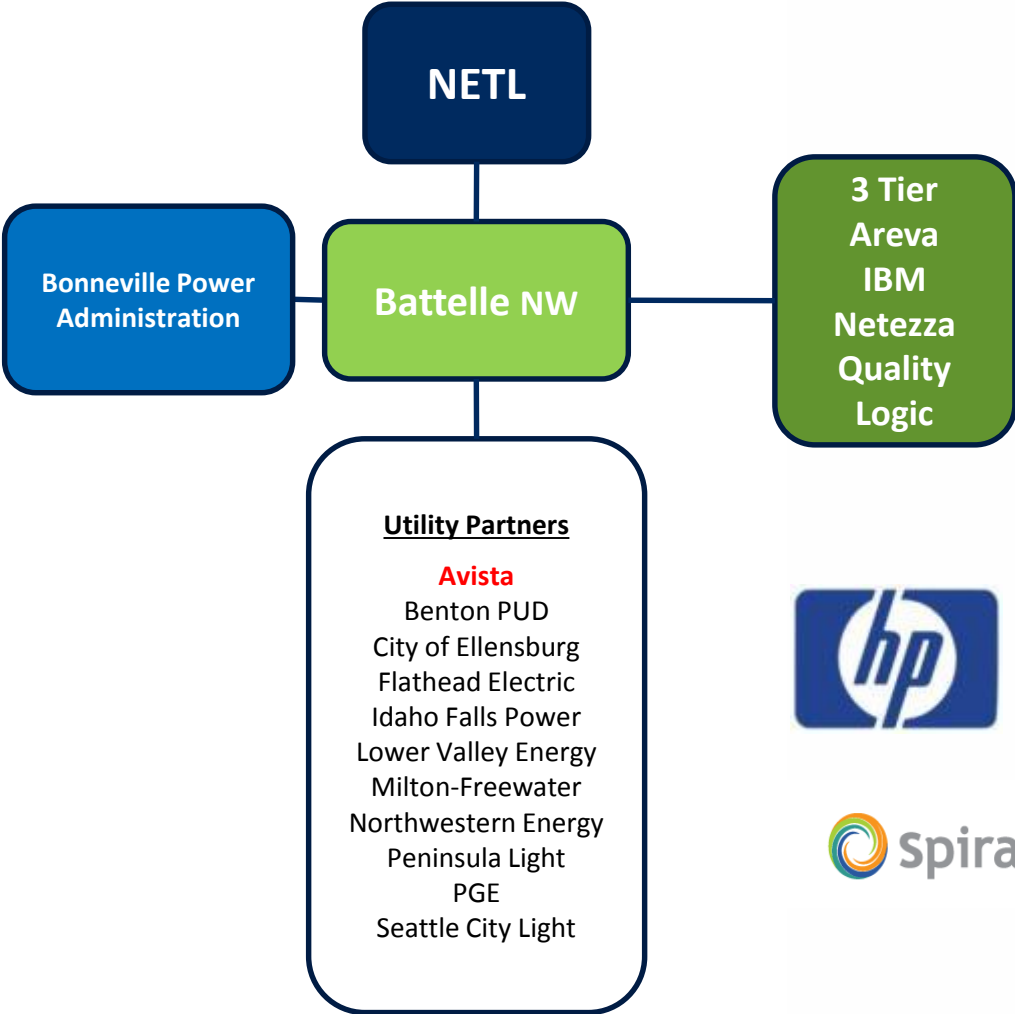 NETL
Bonneville Power
Administration
Battelle NW
3 Tier
Areva
IBM
Netezza
Quality
Logic
Utility Partners
Avista
Benton PUD
City of Ellensburg
Flathead Electric
Idaho Falls Power
Lower Valley Energy
Milton-Freewater
Northwestern Energy
Peninsula Light
PGE
Seattle City Light
hp
Spira